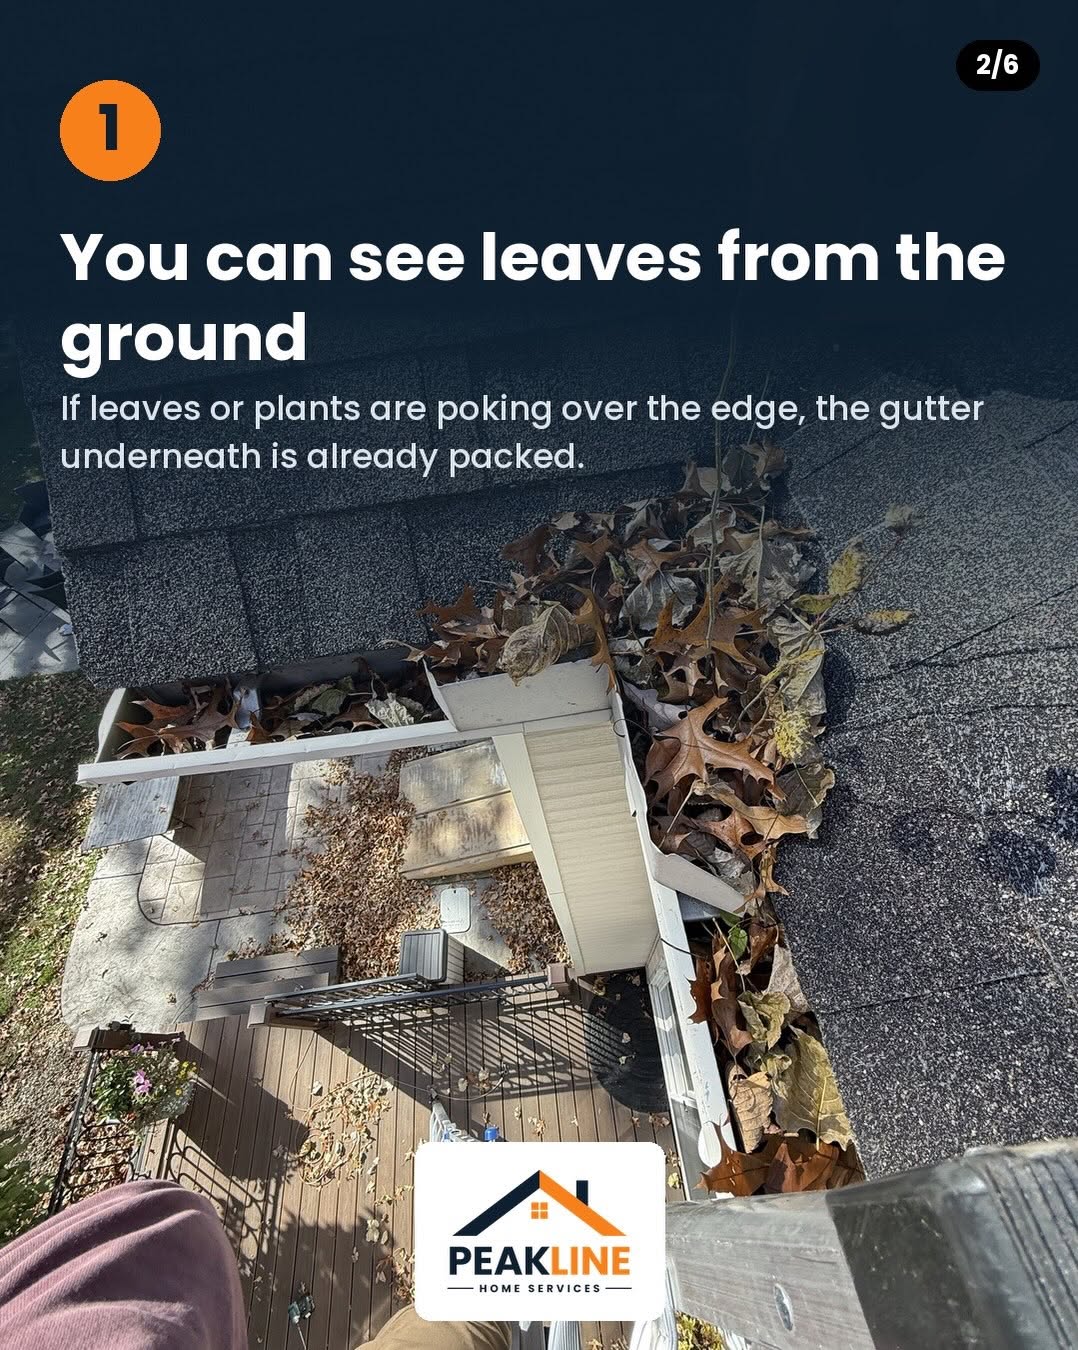 2/6
1
You can see leaves from the
ground
If leaves or plants are poking over the edge, the gutter
underneath is already packed.
PEAKLINE
HOME SERVICES